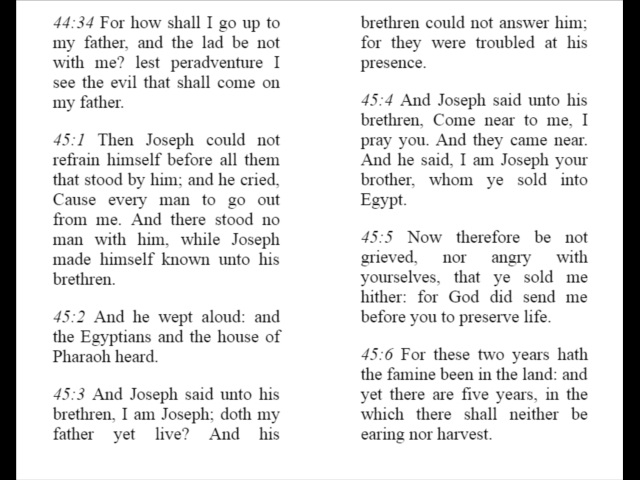 44:34 For how shall I go up to
my father, and the lad be not
with me? lest peradventure I
see the evil that shall come on
my father.
45:1 Then Joseph could not
refrain himself before all them
that stood by him; and he cried,
Cause every man to go out
from me. And there stood no
man with him, while Joseph
made himself known unto his
brethren.
45:2 And he wept aloud: and
the Egyptians and the house of
Pharaoh heard.
45:3 And Joseph said unto his
brethren, I am Joseph; doth my
father yet live? And his
brethren could not answer him;
for they were troubled at his
presence.
45:4 And Joseph said unto his
brethren, Come near to me, I
pray you. And they came near.
And he said, I am Joseph your
brother, whom ye sold into
Egypt.
45:5 Now therefore be not
grieved, nor angry with
yourselves, that ye sold me
hither: for God did send me
before you to preserve life.
45:6 For these two years hath
the famine been in the land: and
yet there are five years, in the
which there shall neither be
earing nor harvest.